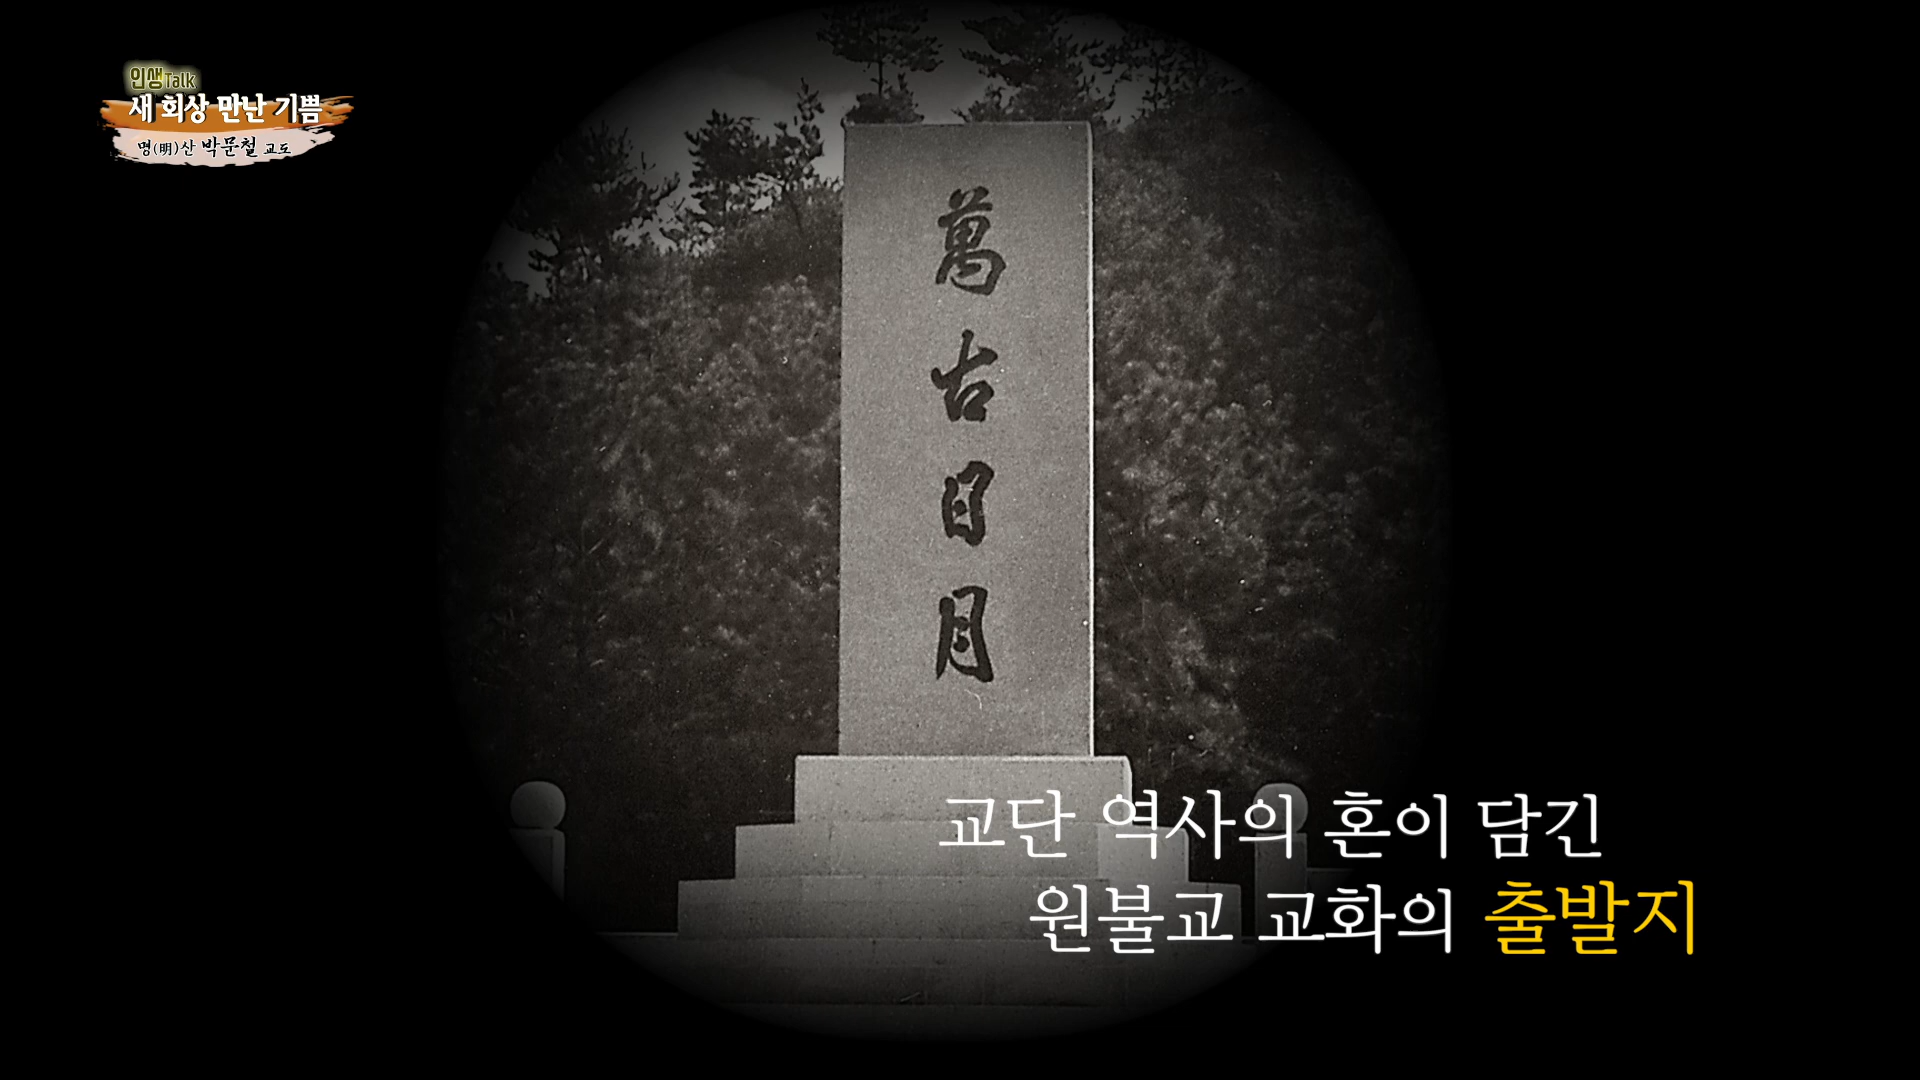 인생Talk
새 회상 만난 기쁨
명(明)산 박문철 교도
萬古日月
교단 역사의 혼이 담긴
원불교 교화의 출발지